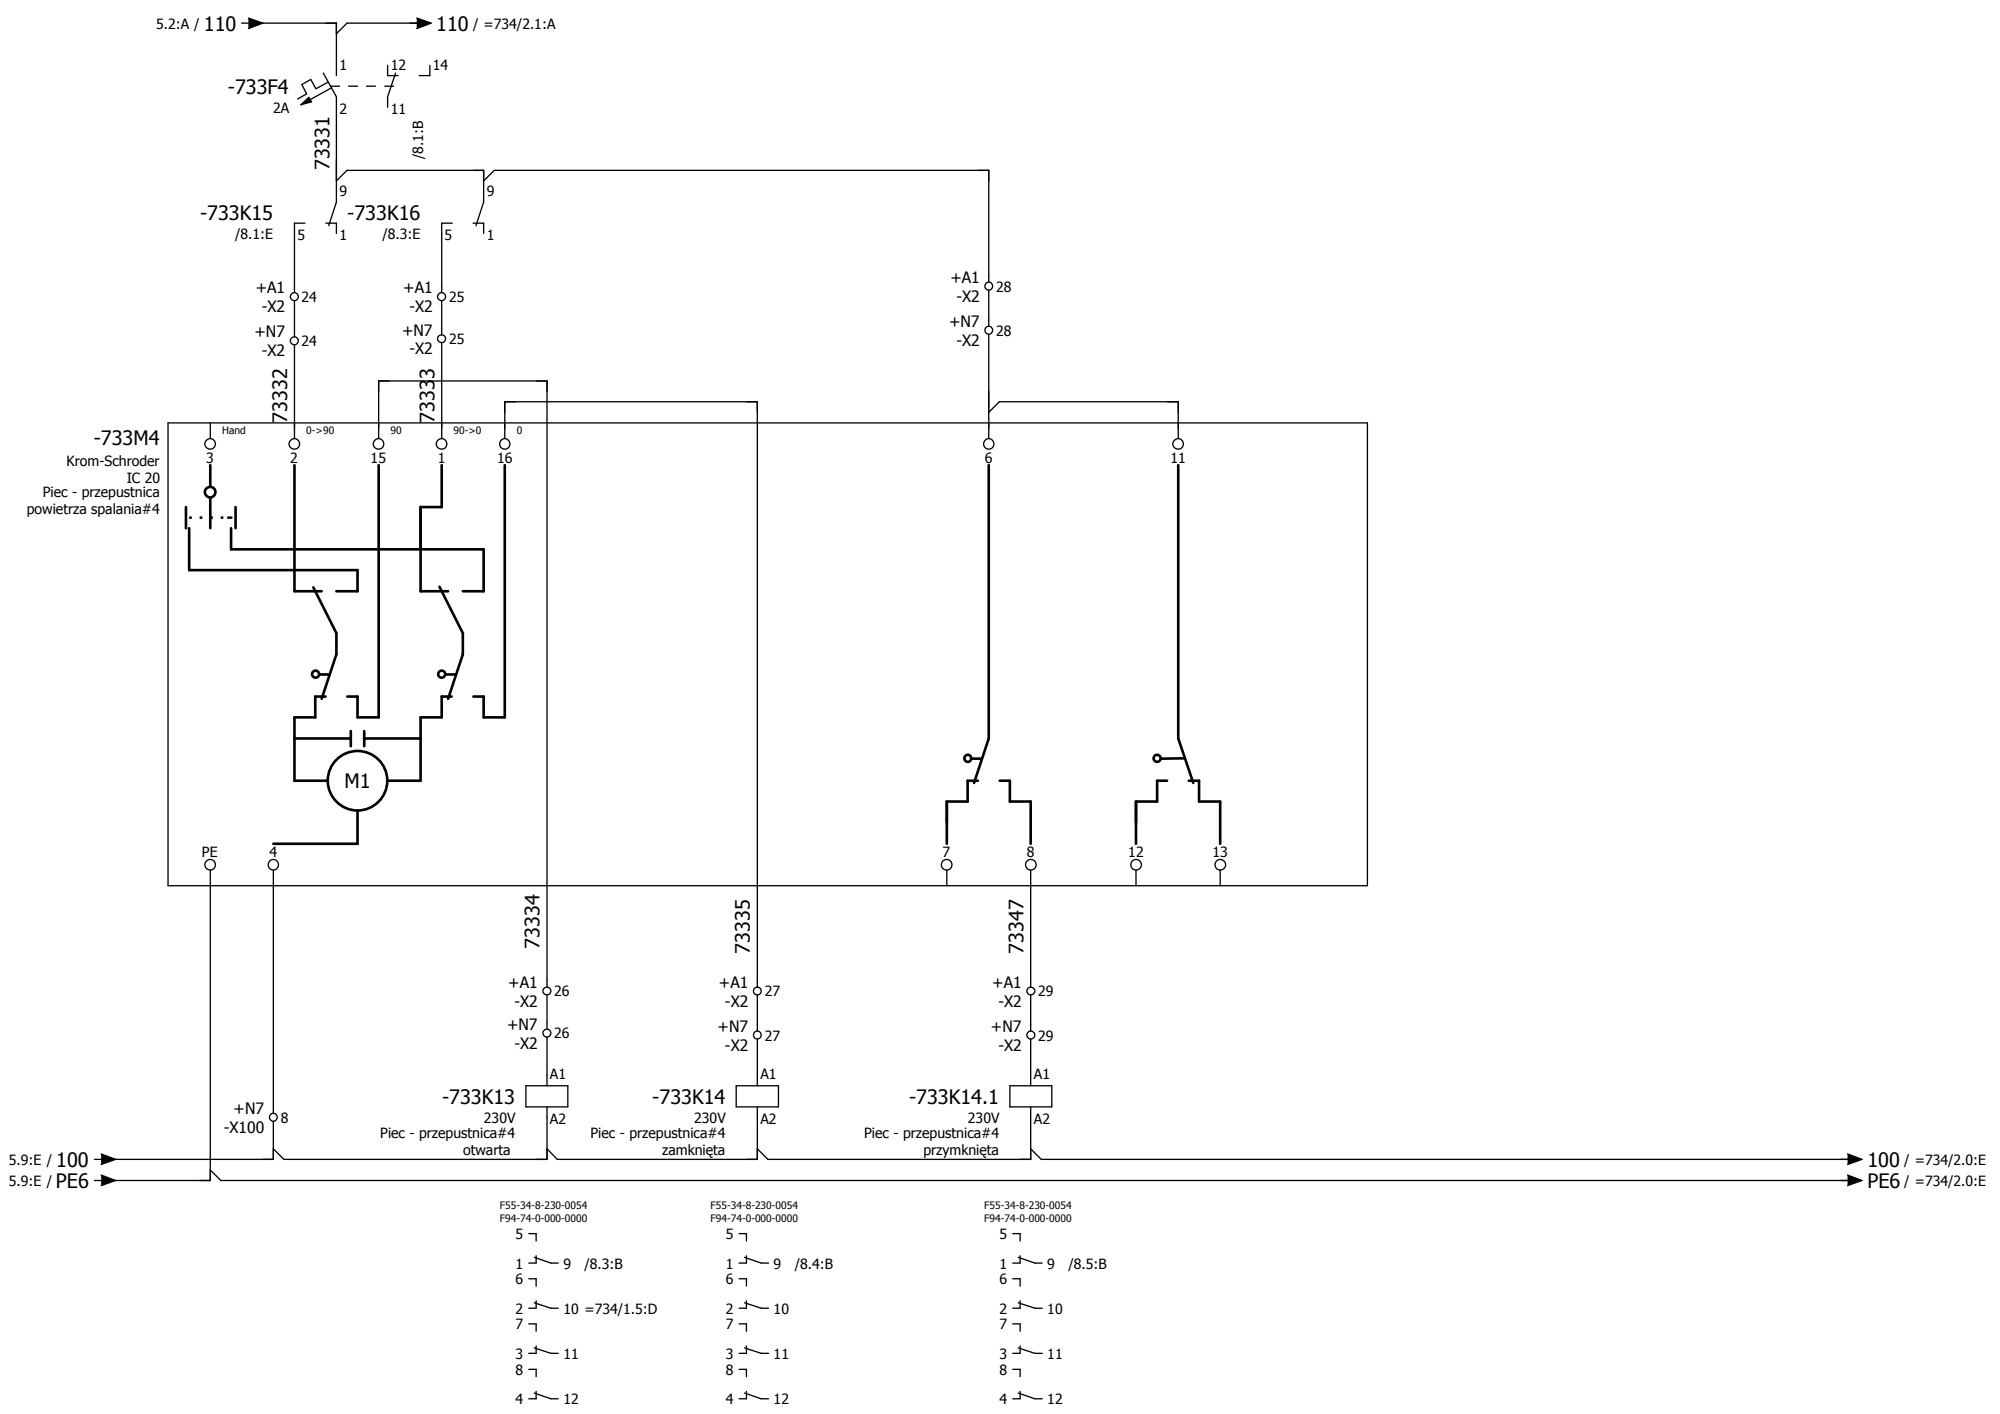 5.2:A / 110
110 / =734/2.1:A
1
12
14
-733F4
2A
2
11
73331
/8.1:B
9
9
-733K15
-733K16
/8.1:E
5
1
/8.3:E
5
1
+A1
-X2
24
+A1
-X2
25
+A1
-X2
28
+N7
-X2
24
+N7
-X2
25
+N7
-X2
28
73332
73333
-733M4
Krom-Schroder
IC 20
Piec - przepustnica
powietrza spalania#4
Hand
0->90
90
90->0
0
3
2
15
1
16
6
11
M1
PE
4
7
8
12
13
73334
73335
73347
+A1
-X2
26
+A1
-X2
27
+A1
-X2
29
+N7
-X2
26
+N7
-X2
27
+N7
-X2
29
+N7
-X100
8
-733K13
A1
A2
230V
Piec - przepustnica#4
otwarta
-733K14
A1
A2
230V
Piec - przepustnica#4
zamknięta
-733K14.1
A1
A2
230V
Piec - przepustnica#4
przymknięta
5.9:E / 100
100 / =734/2.0:E
5.9:E / PE6
PE6 / =734/2.0:E
F55-34-8-230-0054
F94-74-0-000-0000
5
1 9 /8.3:B
6
2 10 =734/1.5:D
7
3 11
8
4 12
F55-34-8-230-0054
F94-74-0-000-0000
5
1 9 /8.4:B
6
2 10
7
3 11
8
4 12
F55-34-8-230-0054
F94-74-0-000-0000
5
1 9 /8.5:B
6
2 10
7
3 11
8
4 12